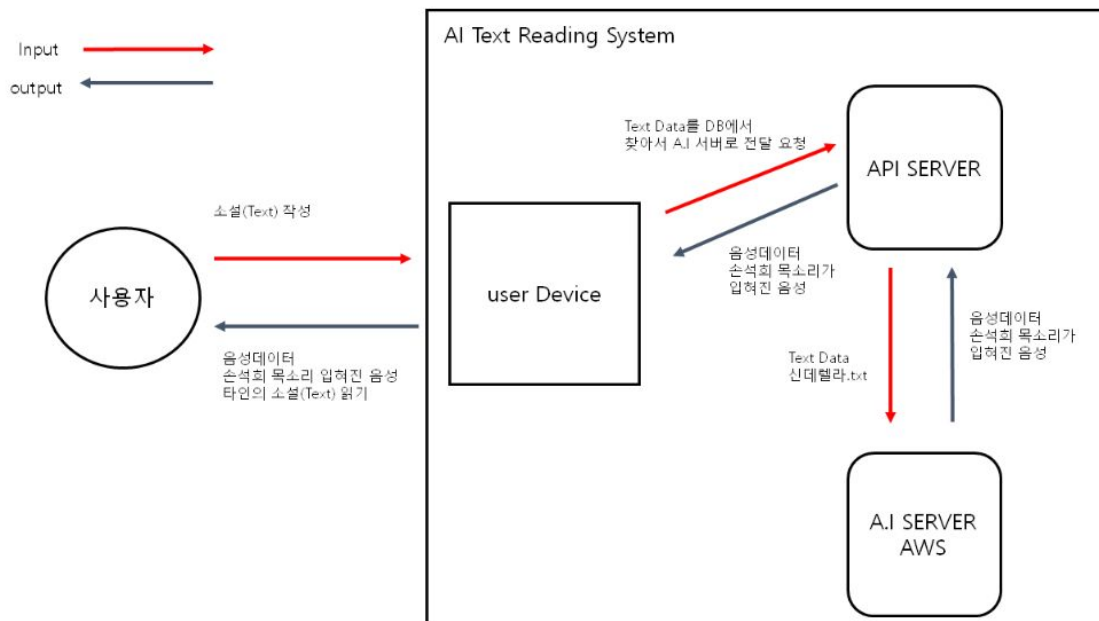 Input
output
AI Text Reading System
Text Data를 DB에서
찾아서 A.I 서버로 전달 요청
API SERVER
소설(Text) 작성
사용자
user Device
음성데이터
손석희 목소리가
입혀진 음성
음성데이터
손석희 목소리 입혀진 음성
타인의 소설(Text) 읽기
Text Data
신데렐라.txt
음성데이터
손석희 목소리가
입혀진 음성
A.I SERVER
AWS